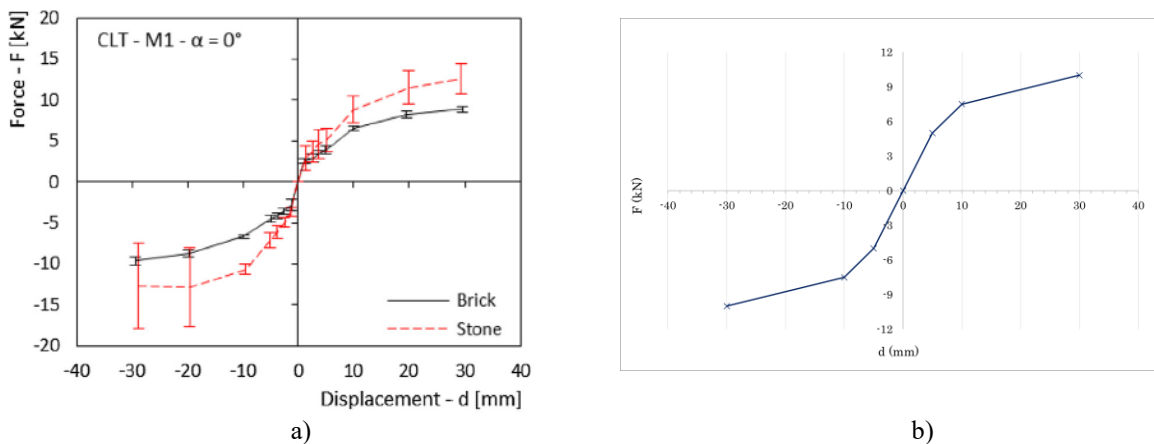 CLT - M1 - α = 0°
Force - F [kN]
20
15
10
5
0
-5
-10
-15
-20
Brick
Stone
-40 -30 -20 -10 0 10 20 30 40
Displacement - d [mm]
a)
12
9
6
3
0
-3
-6
-9
-12
-40 -30 -20 -10 0 10 20 30 40
F (kN)
d (mm)
b)